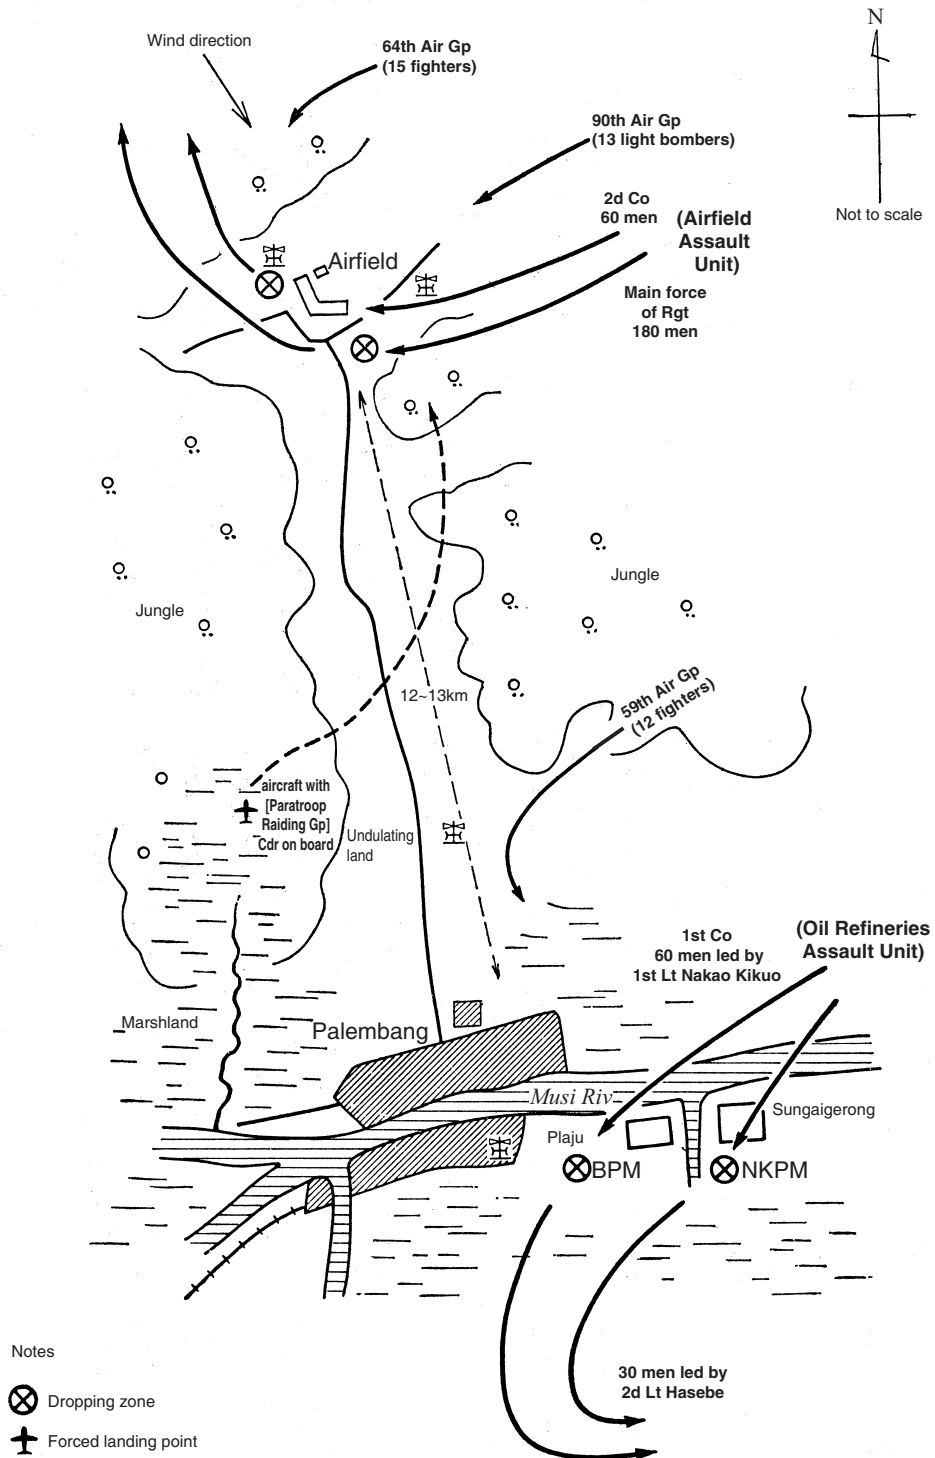 N
Wind direction
64th Air Gp
(15 fighters)
90th Air Gp
(13 light bombers)
2d Co
60 men
(Airfield
Assault
Unit)
Not to scale
Airfield
Main force
of Rgt
180 men
Jungle
Jungle
12~13km
59th Air Gp
(12 fighters)
aircraft with
[Paratroop
Raiding Gp]
Cdr on board
Undulating
land
1st Co
60 men led by
1st Lt Nakao Kikuo
(Oil Refineries
Assault Unit)
Marshland
Palembang
Musi Riv
Sungaigerong
Plaju
BPM
NKPM
30 men led by
2d Lt Hasebe
Notes
Dropping zone
Forced landing point